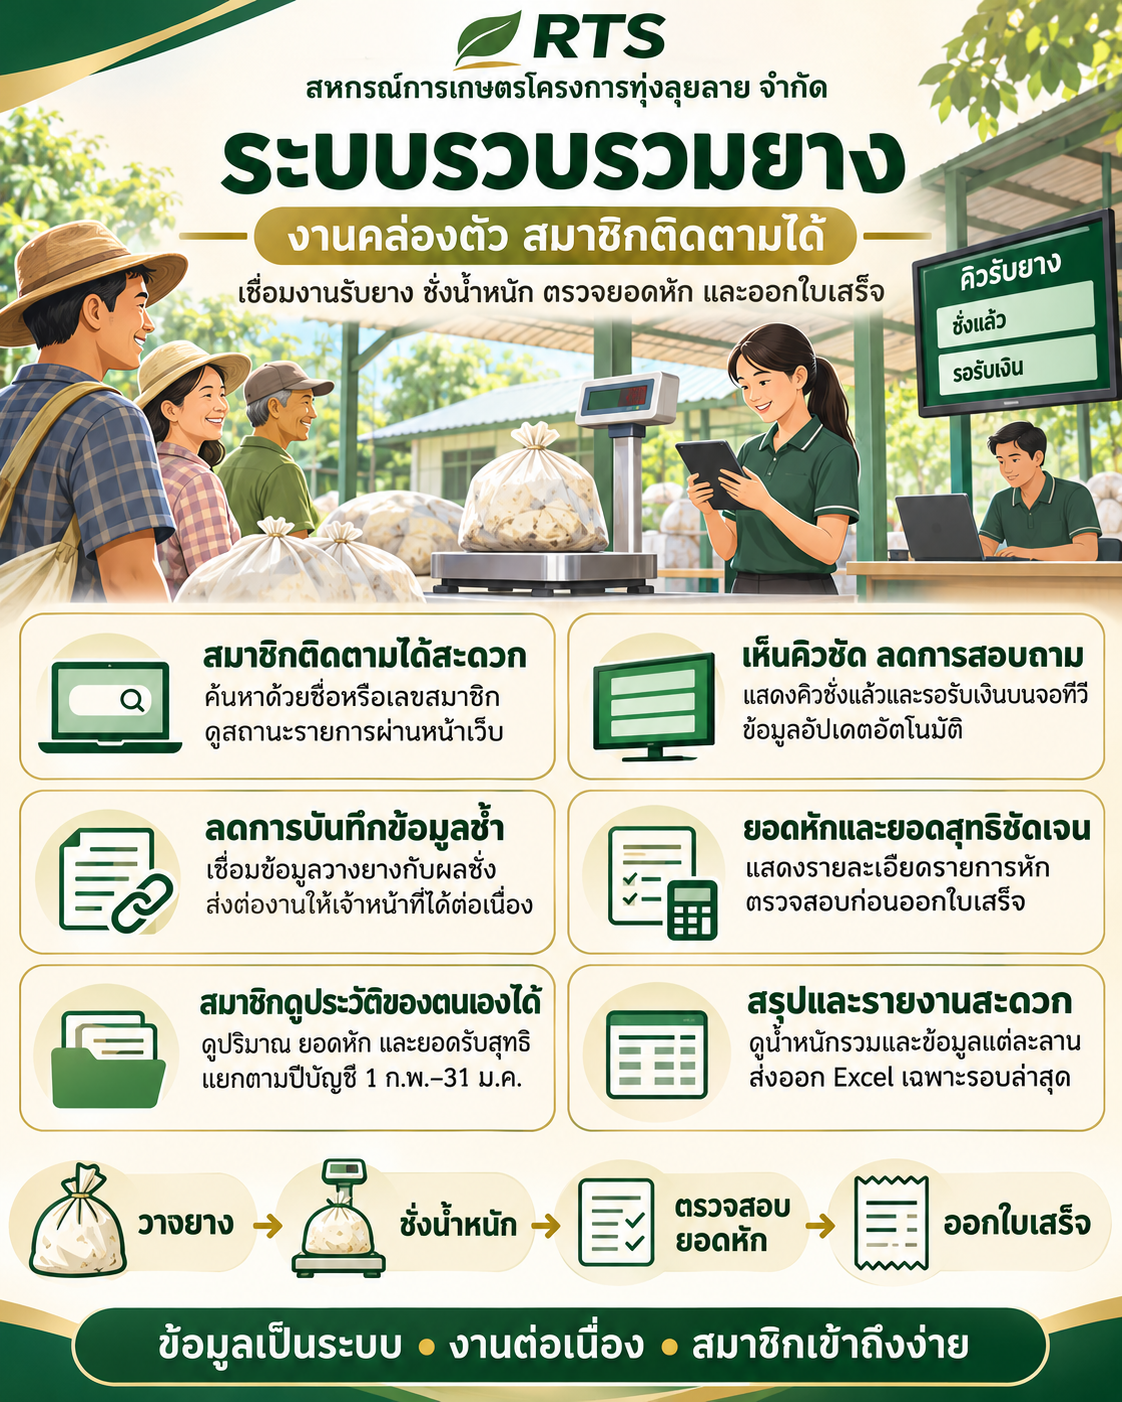 RTS
สหกรณ์การเกษตรโครงการทุ่งลุยลาย จำกัด
ระบบรวบรวมยาง
งานคล่องตัว สมาชิกติดตามได้
เชื่อมงานรับยาง ชั่งน้ำหนัก ตรวจยอดหัก และออกใบเสร็จ
คิวรับยาง
ชั่งแล้ว
รอรับเงิน
สมาชิกติดตามได้สะดวก
ค้นหาด้วยชื่อหรือเลขสมาชิก
ดูสถานะรายการผ่านหน้าเว็บ
เห็นคิวชัด ลดการสอบถาม
แสดงคิวชั่งแล้วและรอรับเงินบนจอทีวี
ข้อมูลอัปเดตอัตโนมัติ
ลดการบันทึกข้อมูลซ้ำ
เชื่อมข้อมูลวางยางกับผลชั่ง
ส่งต่องานให้เจ้าหน้าที่ได้ต่อเนื่อง
ยอดหักและยอดสุทธิชัดเจน
แสดงรายละเอียดรายการหัก
ตรวจสอบก่อนออกใบเสร็จ
สมาชิกดูประวัติของตนเองได้
ดูปริมาณ ยอดหัก และยอดรับสุทธิ
แยกตามปีบัญชี 1 ก.พ.–31 ม.ค.
สรุปและรายงานสะดวก
ดูน้ำหนักรวมและข้อมูลแต่ละลาน
ส่งออก Excel เฉพาะรอบล่าสุด
วางยาง
ชั่งน้ำหนัก
ตรวจสอบ
ยอดหัก
ออกใบเสร็จ
ข้อมูลเป็นระบบ • งานต่อเนื่อง • สมาชิกเข้าถึงง่าย